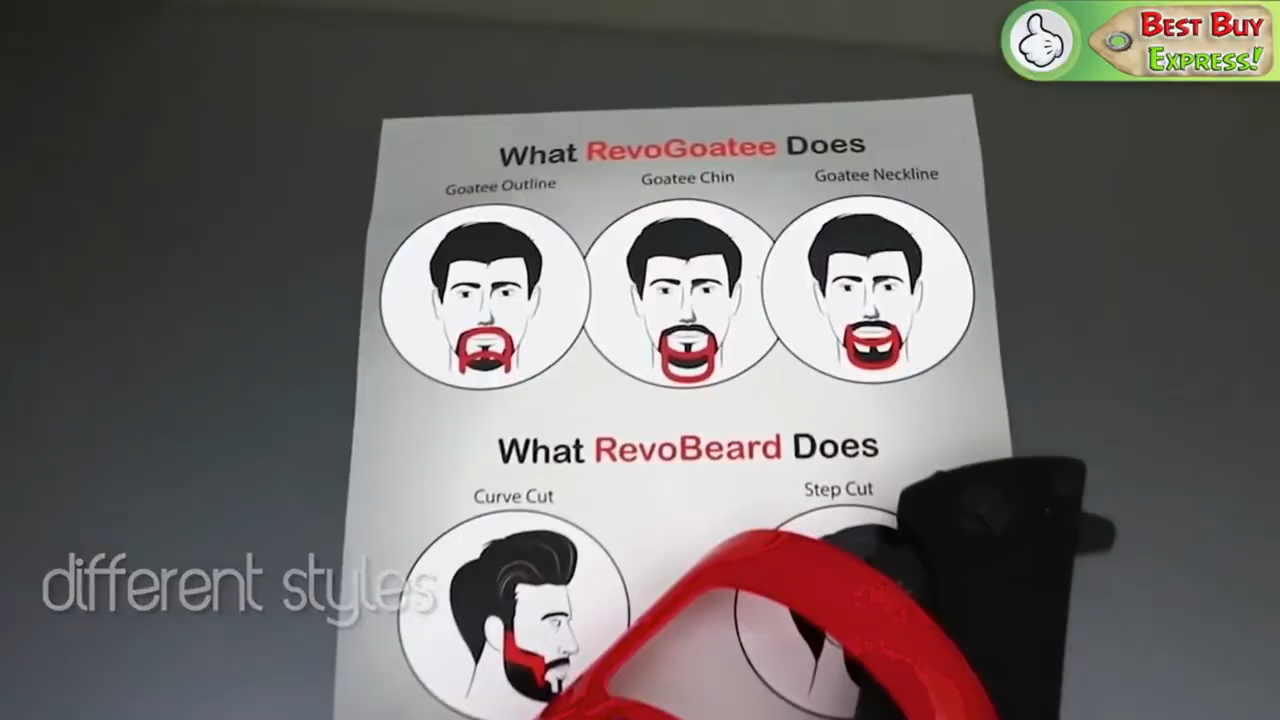 BEST BUY
EXPRESS!
What RevoGoatee Does
Goatee Outline
Goatee Chin
Goatee Neckline
What RevoBeard Does
Curve Cut
Step Cut
different styles